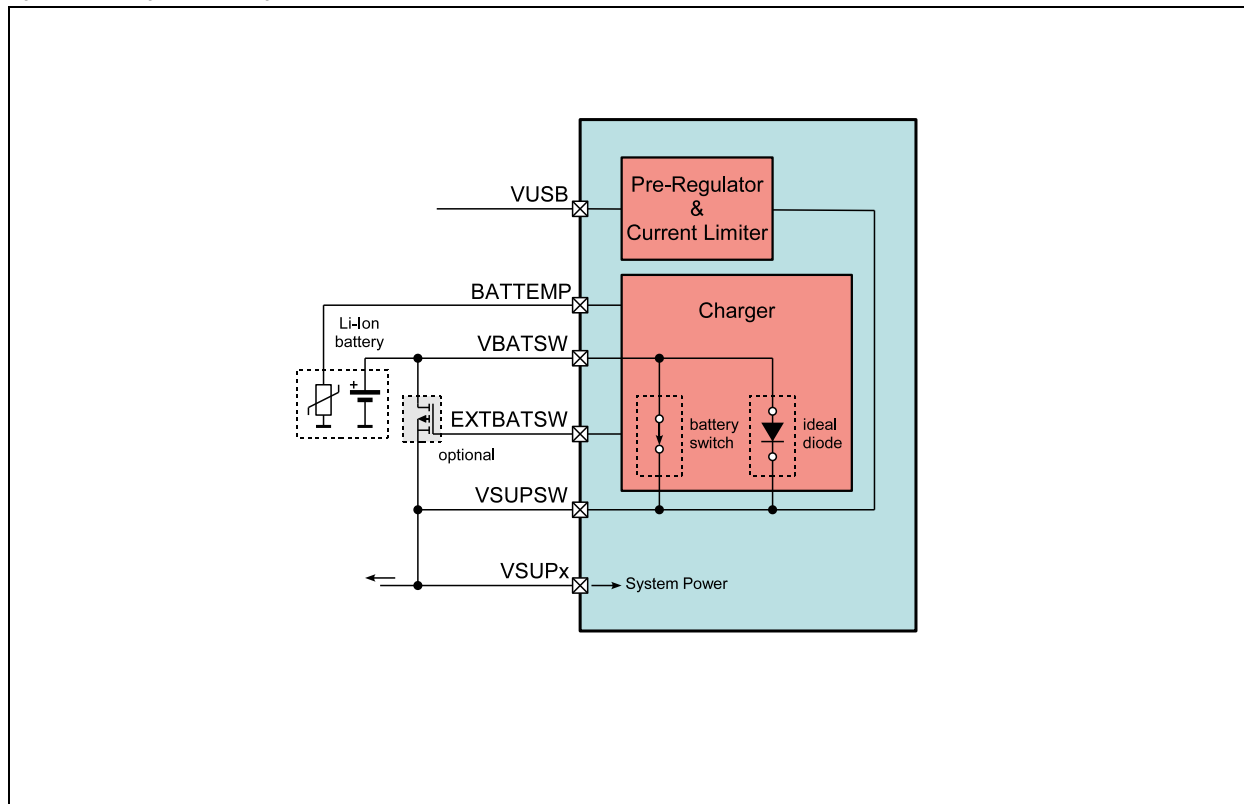 Pre-Regulator
&
Current Limiter
VUSB
BATTEMP
Charger
Li-Ion
battery
VBATSW
+
EXTBATSW
optional
battery
switch
ideal
diode
VSUPSW
VSUPx
System Power